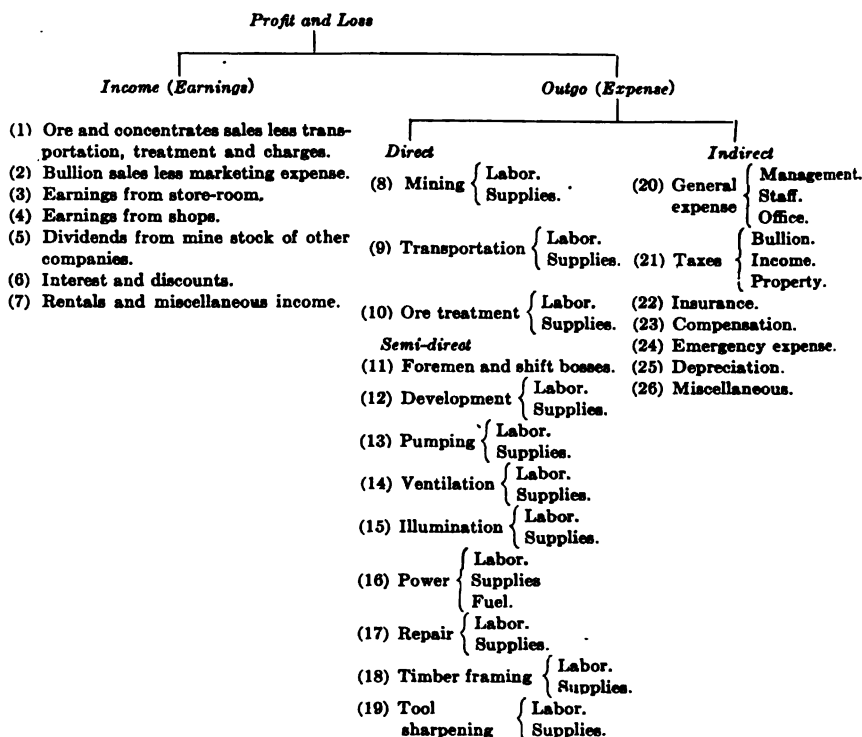 Profit and Loss
Income (Earnings)
(1) Ore and concentrates sales less trans-
portation, treatment and charges.
(2) Bullion sales less marketing expense.
(3) Earnings from store-room.
(4) Earnings from shops.
(5) Dividends from mine stock of other
companies.
(6) Interest and discounts.
(7) Rentals and miscellaneous income.
Outgo (Expense)
Direct
(8) Mining { Labor.
Supplies.
(9) Transportation { Labor.
Supplies.
(10) Ore treatment { Labor.
Supplies.
Semi-direct
(11) Foremen and shift bosses.
(12) Development { Labor.
Supplies.
(13) Pumping { Labor.
Supplies.
(14) Ventilation { Labor.
Supplies.
(15) Illumination { Labor.
Supplies.
(16) Power { Labor.
Supplies
Fuel.
(17) Repair { Labor.
Supplies.
(18) Timber framing { Labor.
Supplies.
(19) Tool
sharpening { Labor.
Supplies.
Indirect
(20) General
expense { Management.
Staff.
Office.
(21) Taxes { Bullion.
Income.
Property.
(22) Insurance.
(23) Compensation.
(24) Emergency expense.
(25) Depreciation.
(26) Miscellaneous.